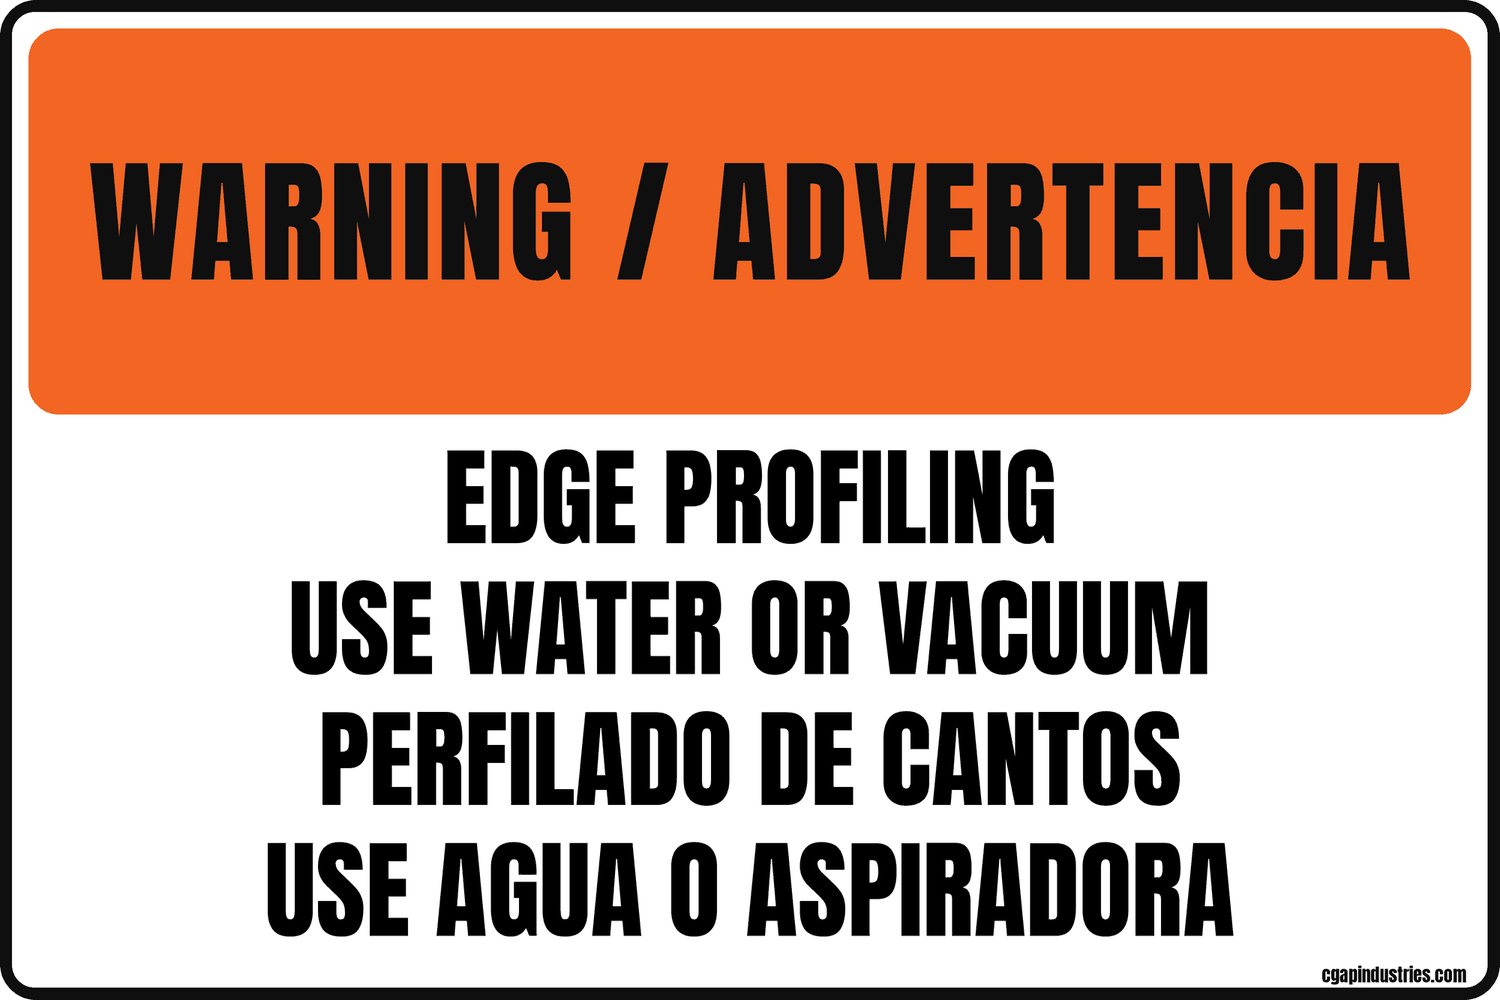 WARNING / ADVERTENCIA
EDGE PROFILING
USE WATER OR VACUUM
PERFILADO DE CANTOS
USE AGUA O ASPIRADORA
cgapindustries.com